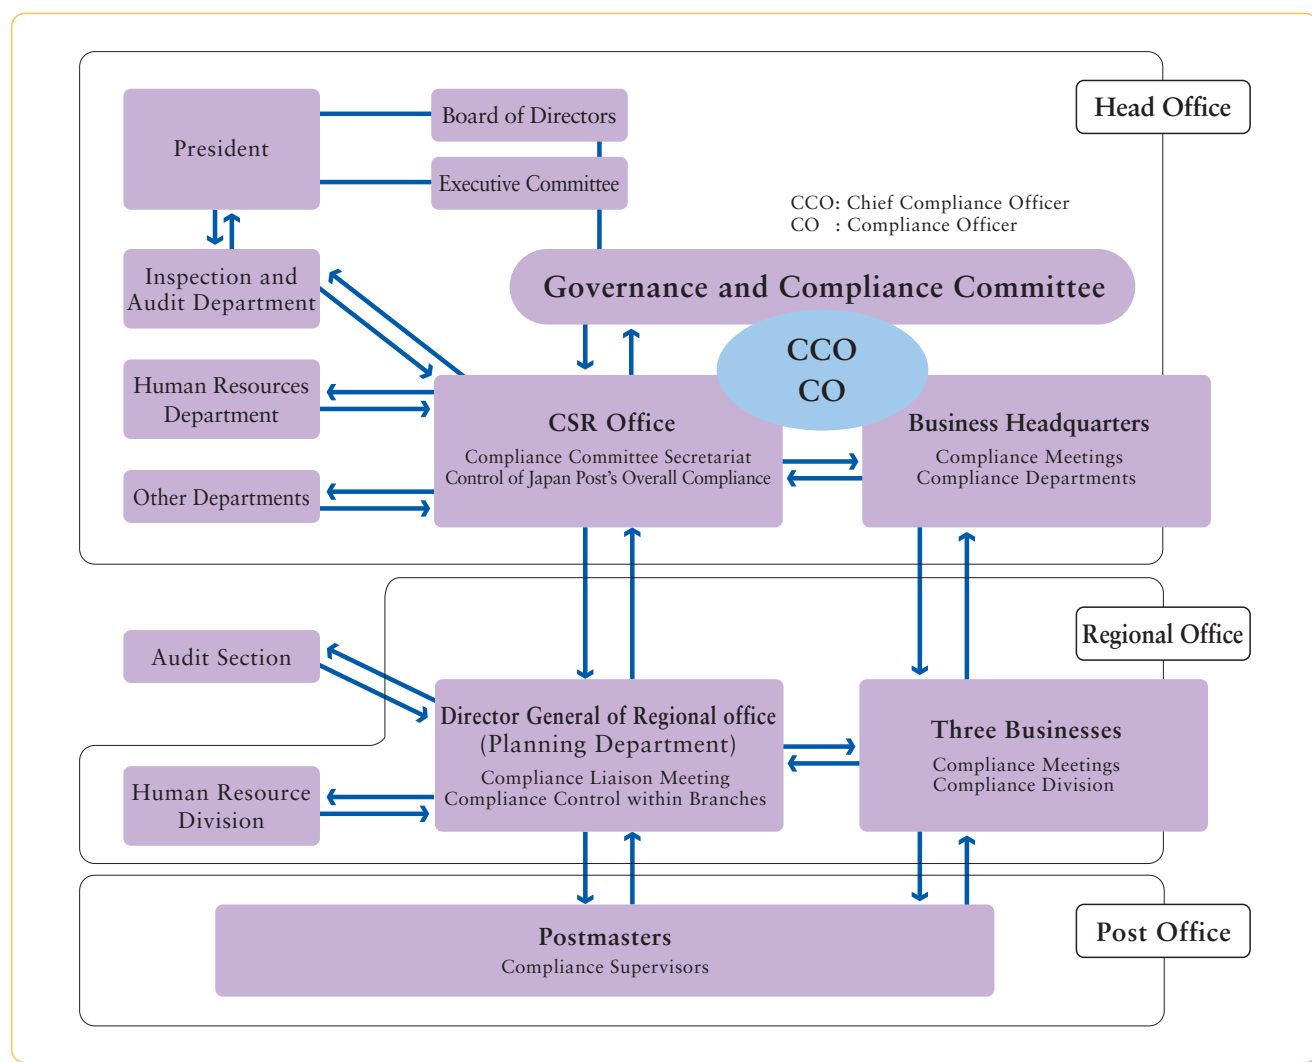 Head Office
President
Board of Directors
Executive Committee
CCO: Chief Compliance Officer
CO : Compliance Officer
Inspection and
Audit Department
Governance and Compliance Committee
CCO
CO
Human Resources
Department
CSR Office
Compliance Committee Secretariat
Control of Japan Post's Overall Compliance
Business Headquarters
Compliance Meetings
Compliance Departments
Other Departments
Regional Office
Audit Section
Director General of Regional office
(Planning Department)
Compliance Liaison Meeting
Compliance Control within Branches
Three Businesses
Compliance Meetings
Compliance Division
Human Resource
Division
Post Office
Postmasters
Compliance Supervisors